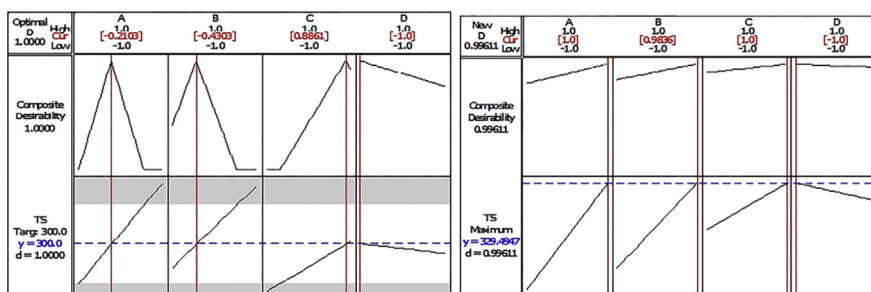 Optimal
D
1.0000
High
Cur
Low
A
1.0
[-0.2103]
-1.0
B
1.0
[-0.4303]
-1.0
C
1.0
[0.8861]
-1.0
D
1.0
[-1.0]
-1.0
Composite
Desirability
1.0000
TS
Targ: 300.0
y = 300.0
d = 1.0000
New
D
0.99611
High
Cur
Low
A
1.0
[1.0]
-1.0
B
1.0
[0.9836]
-1.0
C
1.0
[1.0]
-1.0
D
1.0
[-1.0]
-1.0
Composite
Desirability
0.99611
TS
Maximum
y = 329.4947
d = 0.99611